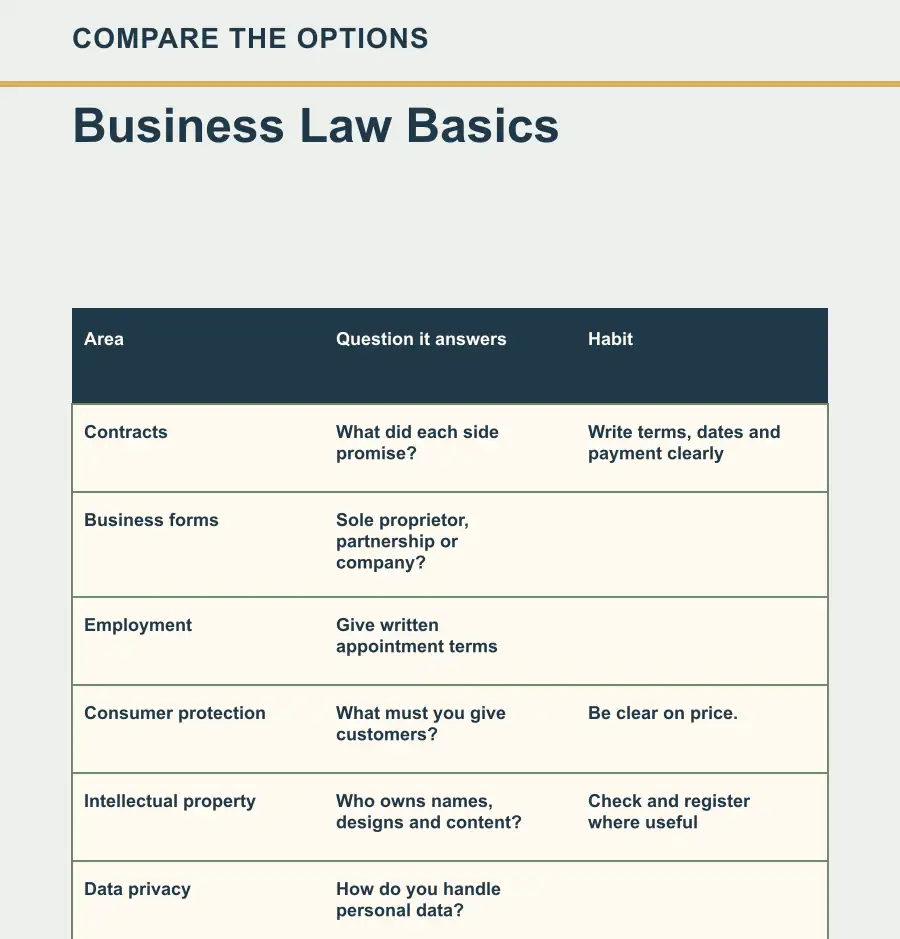 COMPARE THE OPTIONS
Business Law Basics
Area
Question it answers
Habit
Contracts
What did each side
promise?
Write terms, dates and
payment clearly
Business forms
Sole proprietor,
partnership or
company?
Employment
Give written
appointment terms
Consumer protection
What must you give
customers?
Be clear on price.
Intellectual property
Who owns names,
designs and content?
Check and register
where useful
Data privacy
How do you handle
personal data?